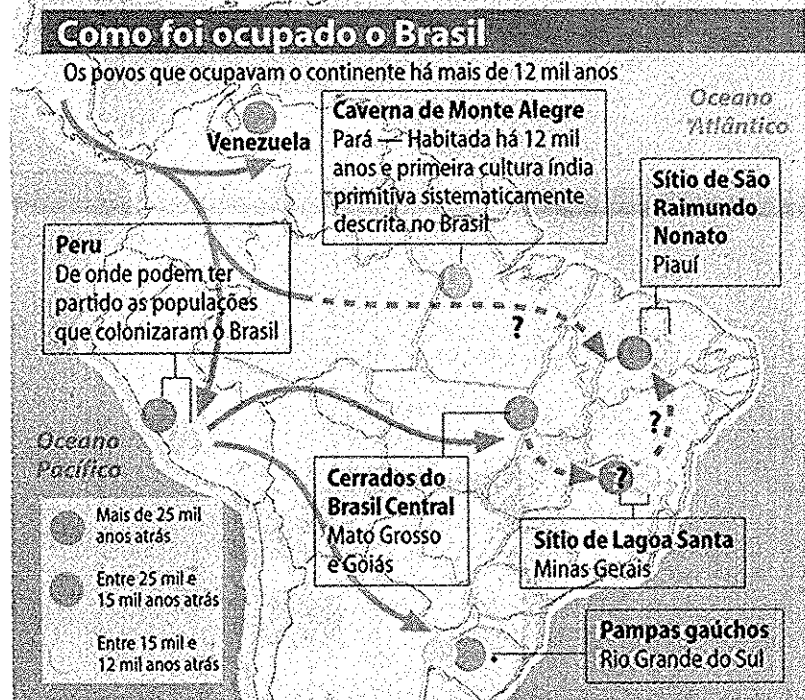 Como foi ocupado o Brasil
Os povos que ocupavam o continente há mais de 12 mil anos
Oceano
Atlântico
Venezuela
Caverna de Monte Alegre
Pará — Habitada há 12 mil
anos e primeira cultura índia
primitiva sistematicamente
descrita no Brasil
Sítio de São
Raimundo
Nonato
Piauí
Peru
De onde podem ter
partido as populações
que colonizaram o Brasil
?
?
?
Oceano
Pacífico
Cerrados do
Brasil Central
Mato Grosso
e Goiás
Sítio de Lagoa Santa
Minas Gerais
Pampas gaúchos
Rio Grande do Sul
Mais de 25 mil
anos atrás
Entre 25 mil e
15 mil anos atrás
Entre 15 mil e
12 mil anos atrás